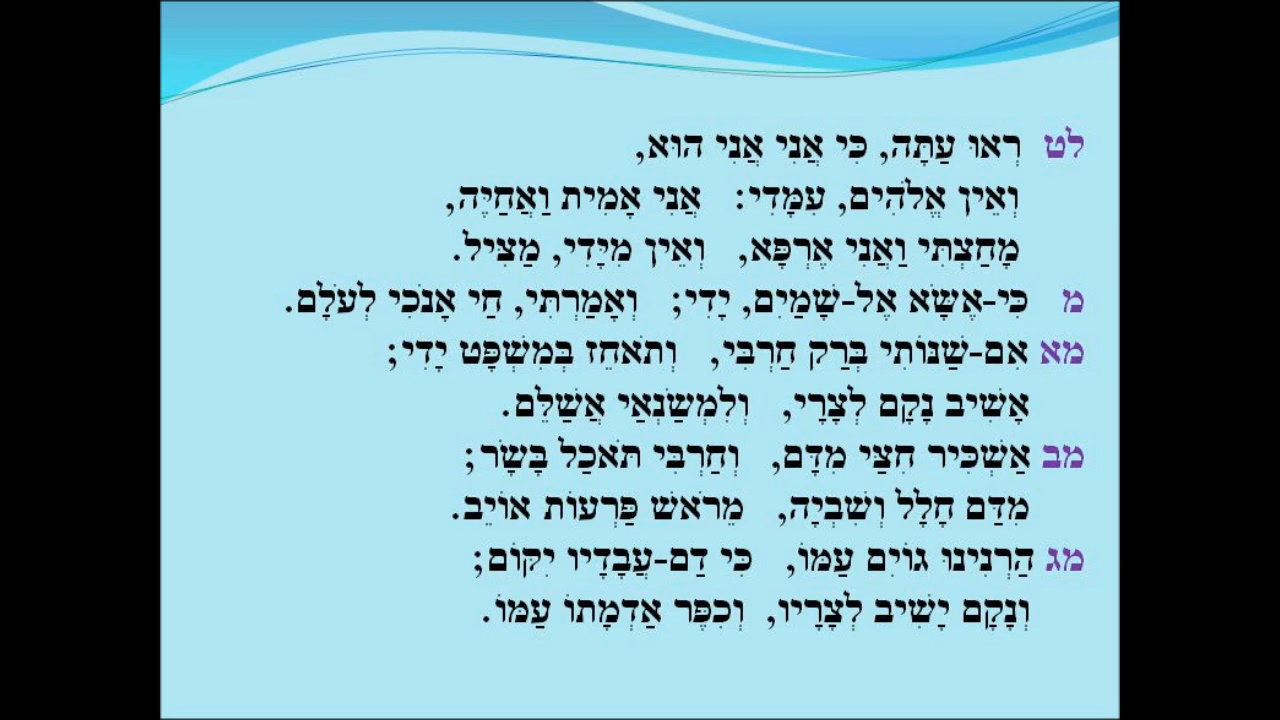 לט רְאוּ עַתָּה, כִּי אֲנִי אֲנִי הוּא,
וְאֵין אֱלֹהִים, עִמָּדִי: אֲנִי אָמִית וַאֲחַיֶּה,
מָחַצְתִּי וַאֲנִי אֶרְפָּא, וְאֵין מִיָּדִי, מַצִּיל.
מ כִּי-אֶשָּׂא אֶל-שָׁמַיִם, יָדִי; וְאָמַרְתִּי, חַי אָנֹכִי לְעֹלָם.
מא אִם-שַׁנּוֹתִי בְּרַק חַרְבִּי, וְתֹאחֵז בְּמִשְׁפָּט יָדִי;
אָשִׁיב נָקָם לְצָרָי, וְלִמְשַׂנְאַי אֲשַׁלֵּם.
מב אַשְׁכִּיר חִצַּי מִדָּם, וְחַרְבִּי תֹּאכַל בָּשָׂר;
מִדַּם חָלָל וְשִׁבְיָה, מֵרֹאשׁ פַּרְעוֹת אוֹיֵב.
מג הַרְנִינוּ גוֹיִם עַמּוֹ, כִּי דַם-עֲבָדָיו יִקּוֹם;
וְנָקָם יָשִׁיב לְצָרָיו, וְכִפֶּר אַדְמָתוֹ עַמּוֹ.